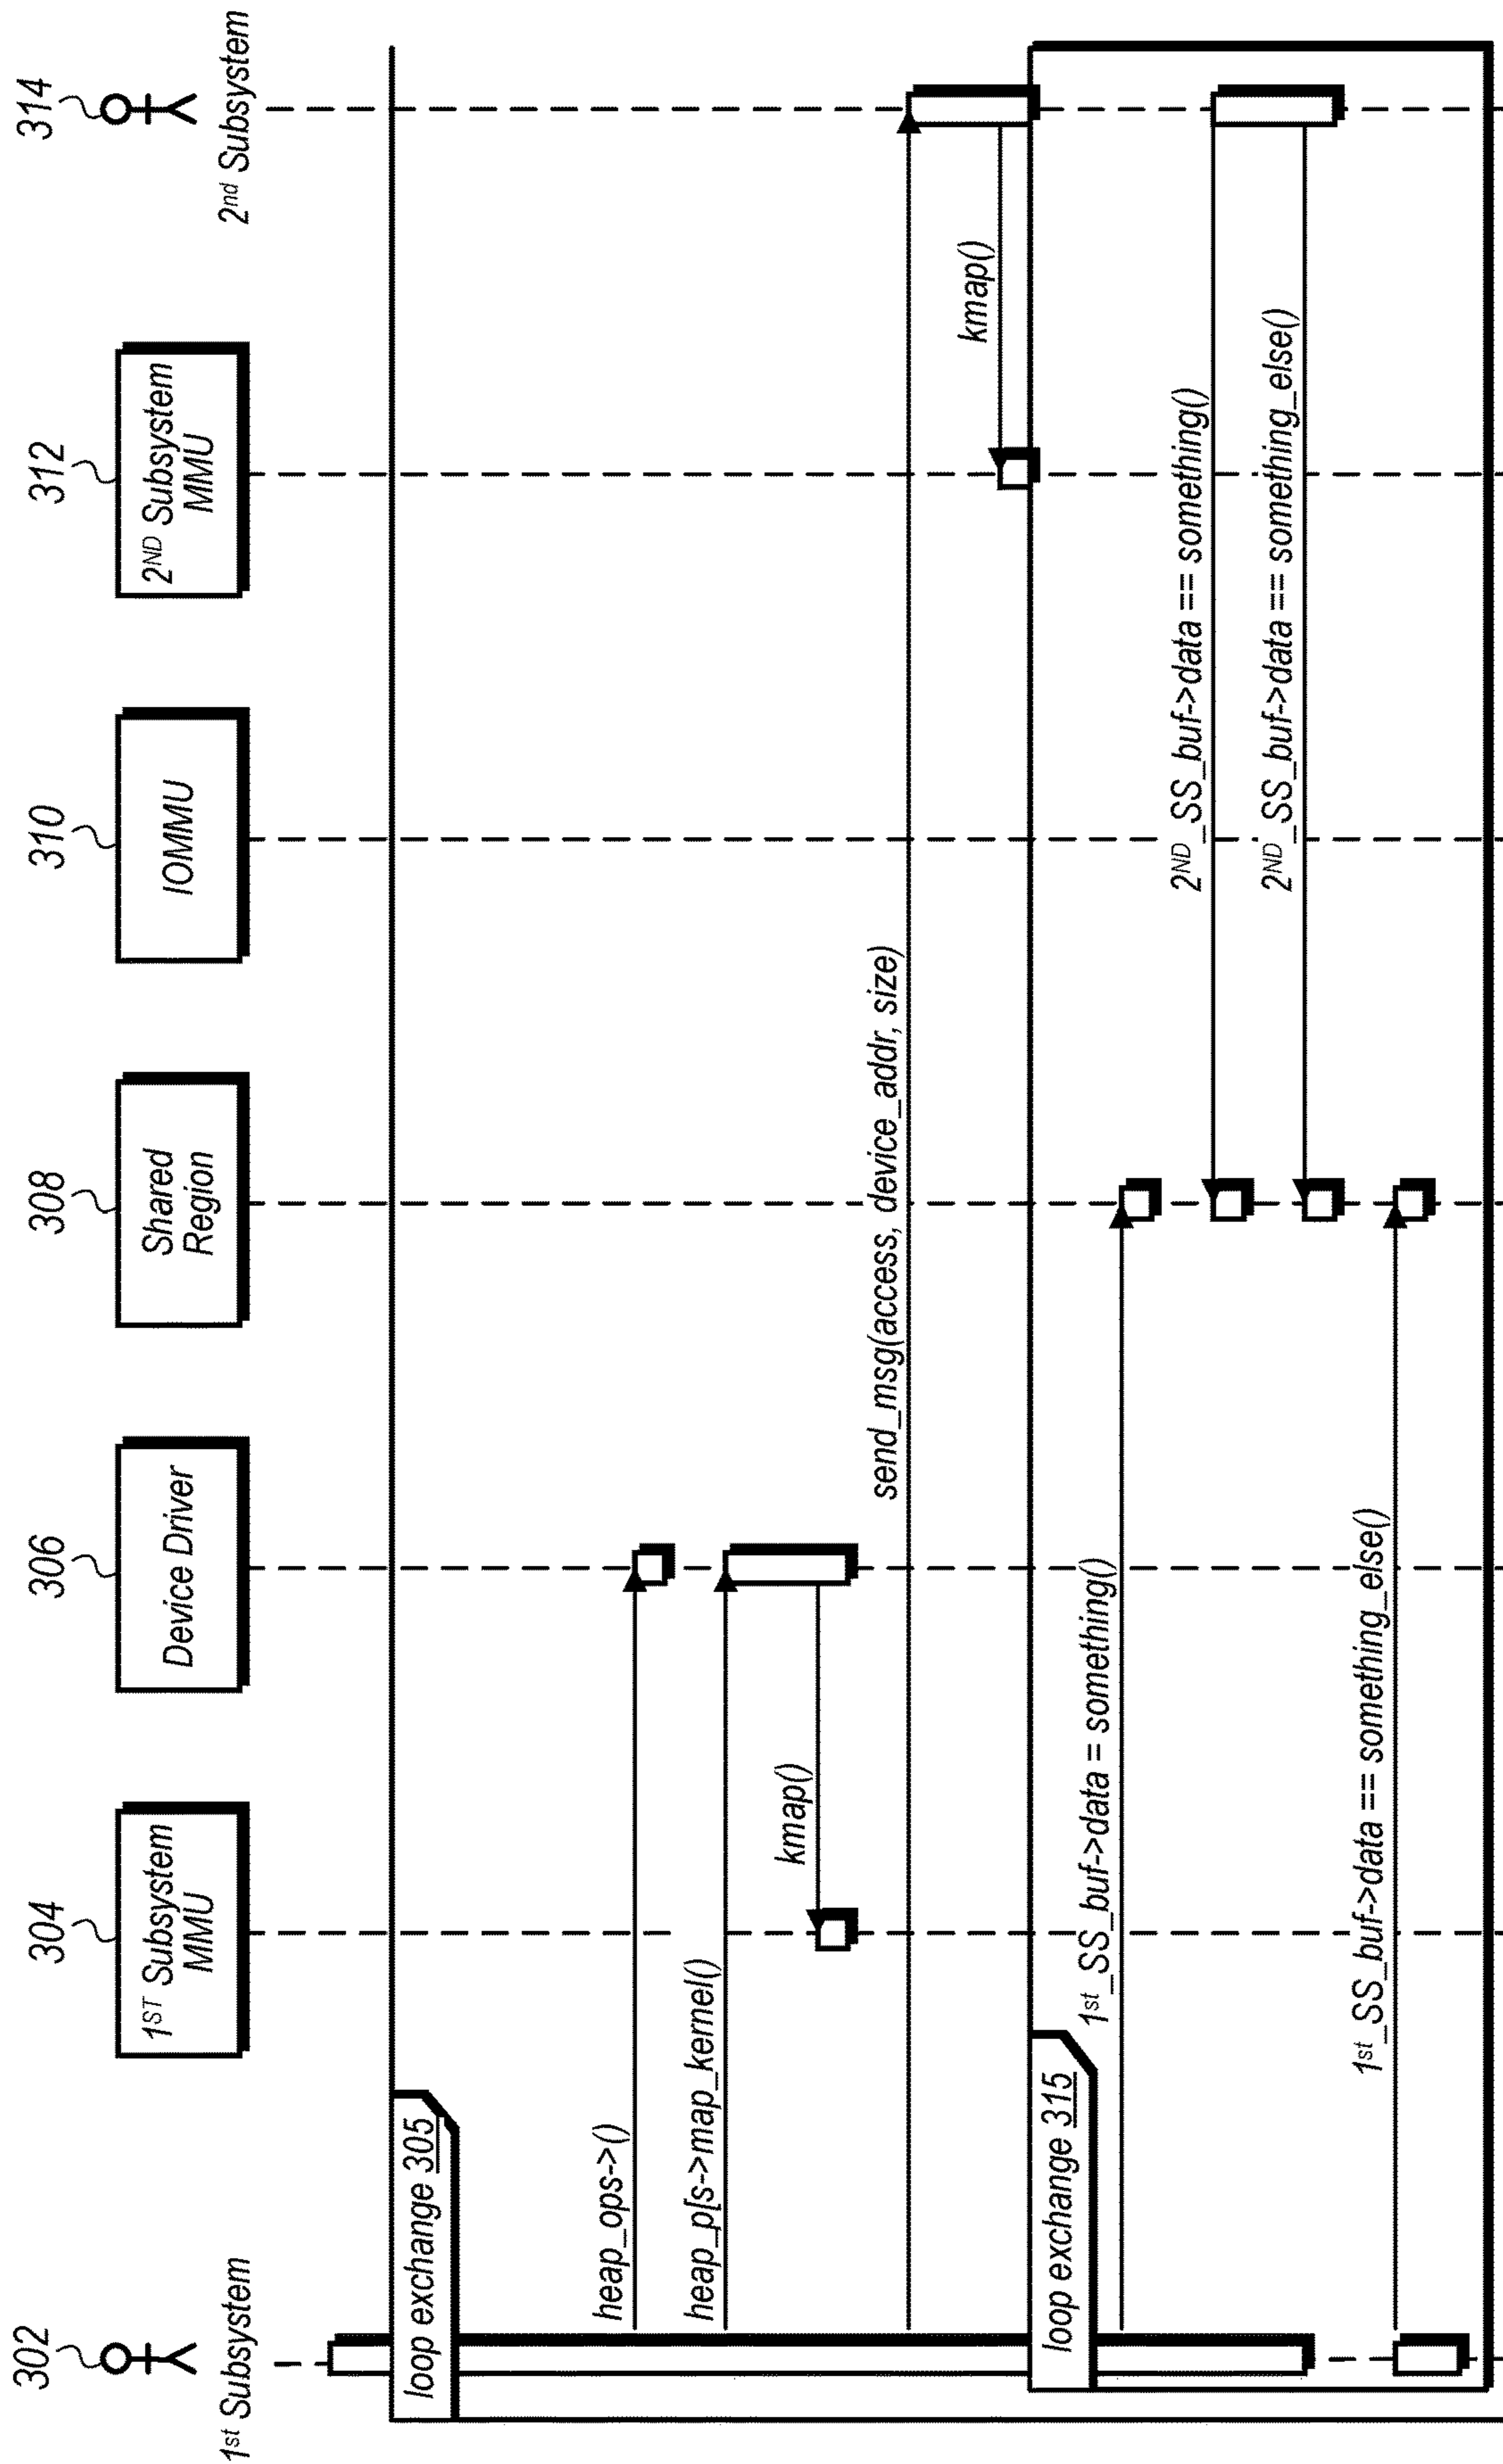 302
304
306
308
310
312
314
1st Subsystem
1ST Subsystem
MMU
Device Driver
Shared
Region
IOMMU
2ND Subsystem
MMU
2nd Subsystem
loop exchange 305
heap_ops->()
heap_p[s->map_kernel()
kmap()
send_msg(access, device_addr, size)
kmap()
loop exchange 315
1st_SS_buf->data = something()
2ND_SS_buf->data == something()
2ND_SS_buf->data == something_else()
1st_SS_buf->data == something_else()